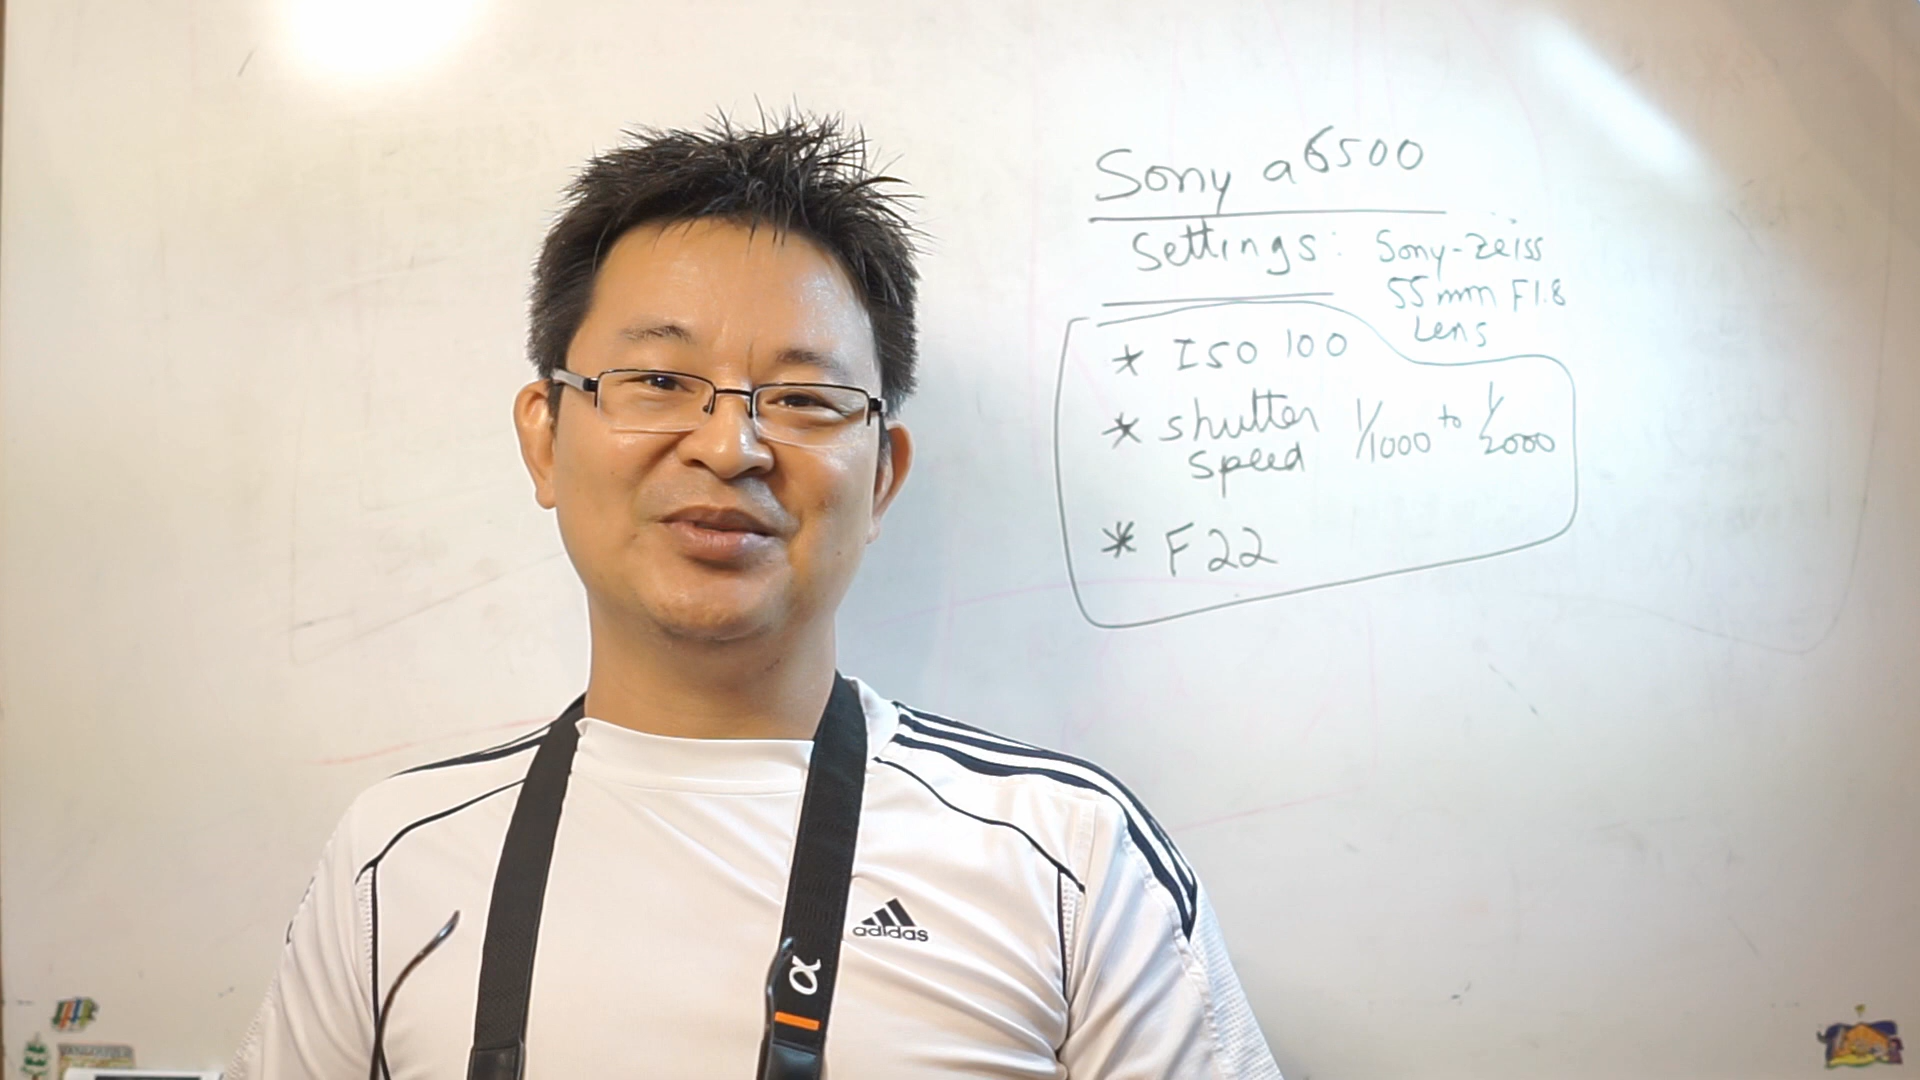 Sony a6500
Settings:
Sony-Zeiss
55mm F1.8
Lens
* ISO 100
* shutter speed 1/1000 to 1/2000
* F22
adidas
α
VANCOUVER